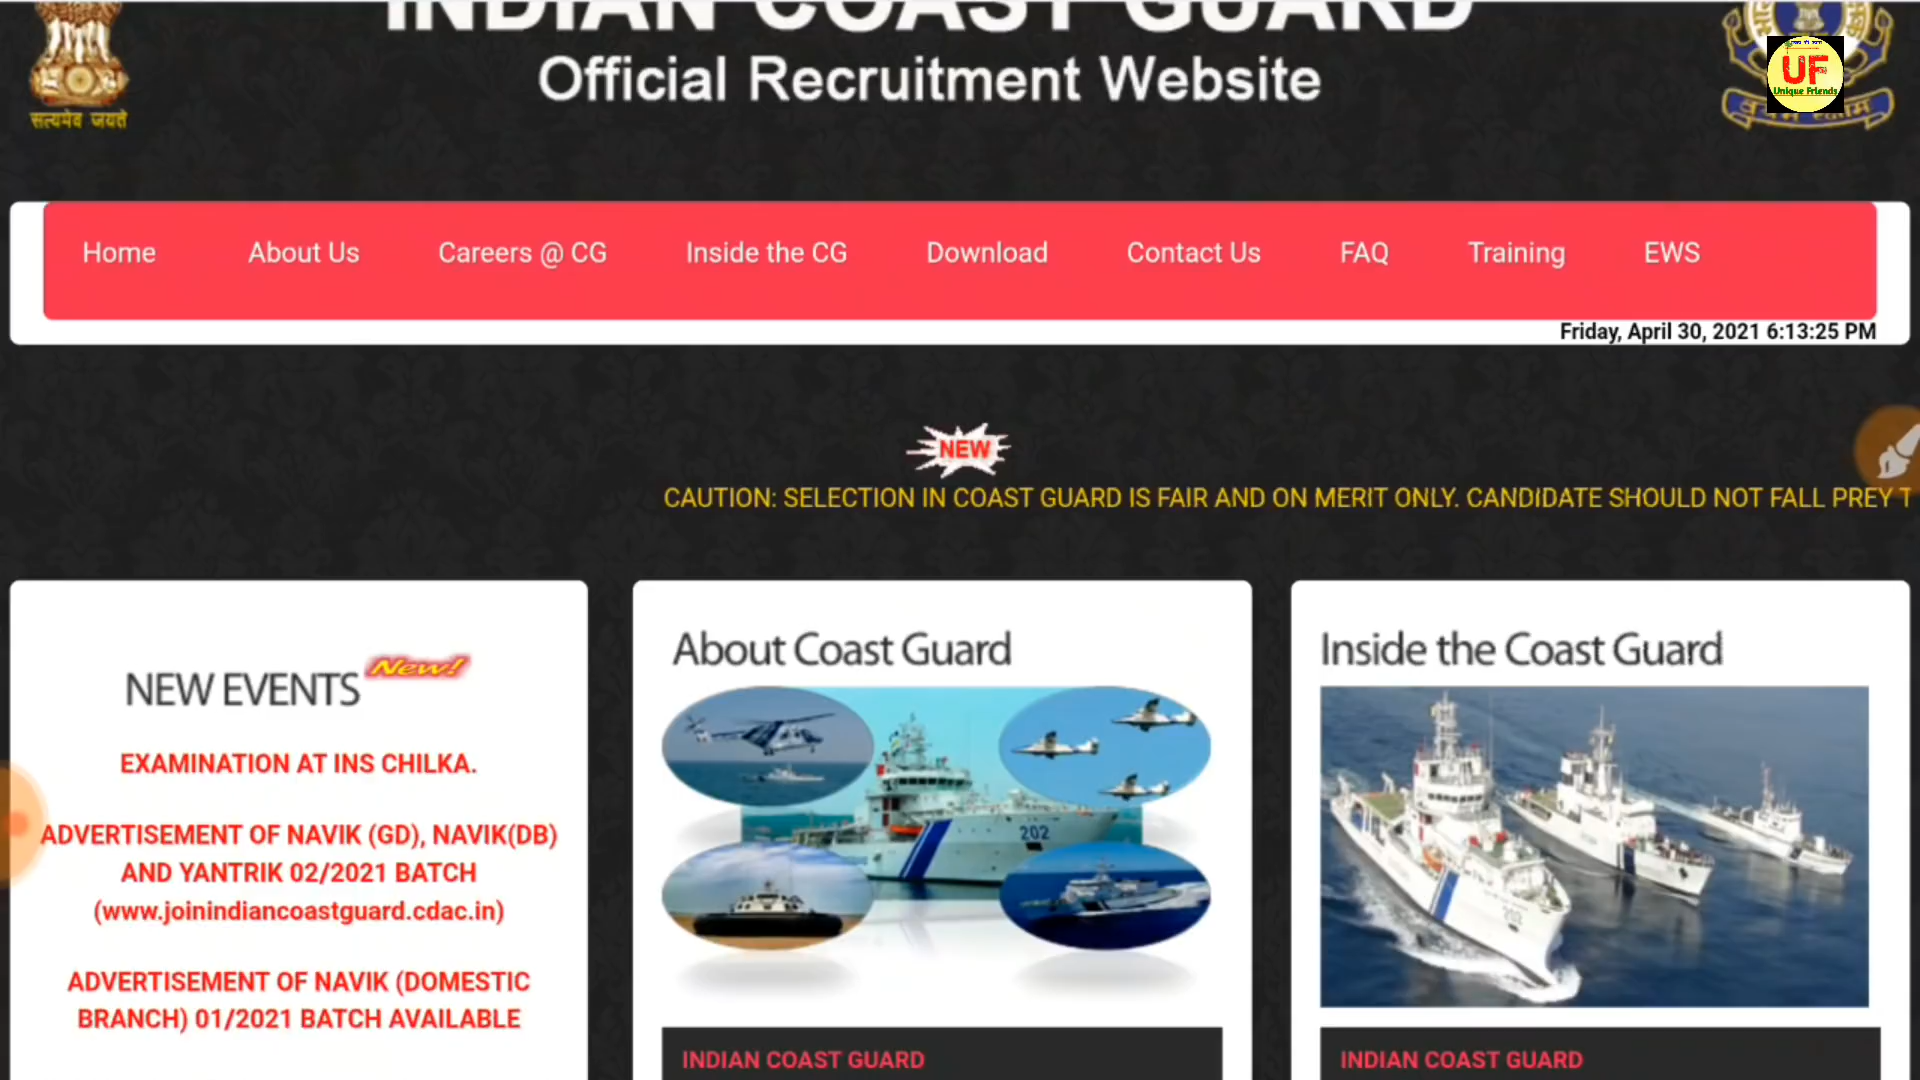 INDIAN COAST GUARD
Official Recruitment Website
सत्यमेव जयते
UF
Unique Friends
Home About Us Careers @ CG Inside the CG Download Contact Us FAQ Training EWS
Friday, April 30, 2021 6:13:25 PM
NEW
CAUTION: SELECTION IN COAST GUARD IS FAIR AND ON MERIT ONLY. CANDIDATE SHOULD NOT FALL PREY T
NEW EVENTS New!
EXAMINATION AT INS CHILKA.
ADVERTISEMENT OF NAVIK (GD), NAVIK(DB)
AND YANTRIK 02/2021 BATCH
(www.joinindiancoastguard.cdac.in)
ADVERTISEMENT OF NAVIK (DOMESTIC
BRANCH) 01/2021 BATCH AVAILABLE
About Coast Guard
202
INDIAN COAST GUARD
Inside the Coast Guard
202
INDIAN COAST GUARD